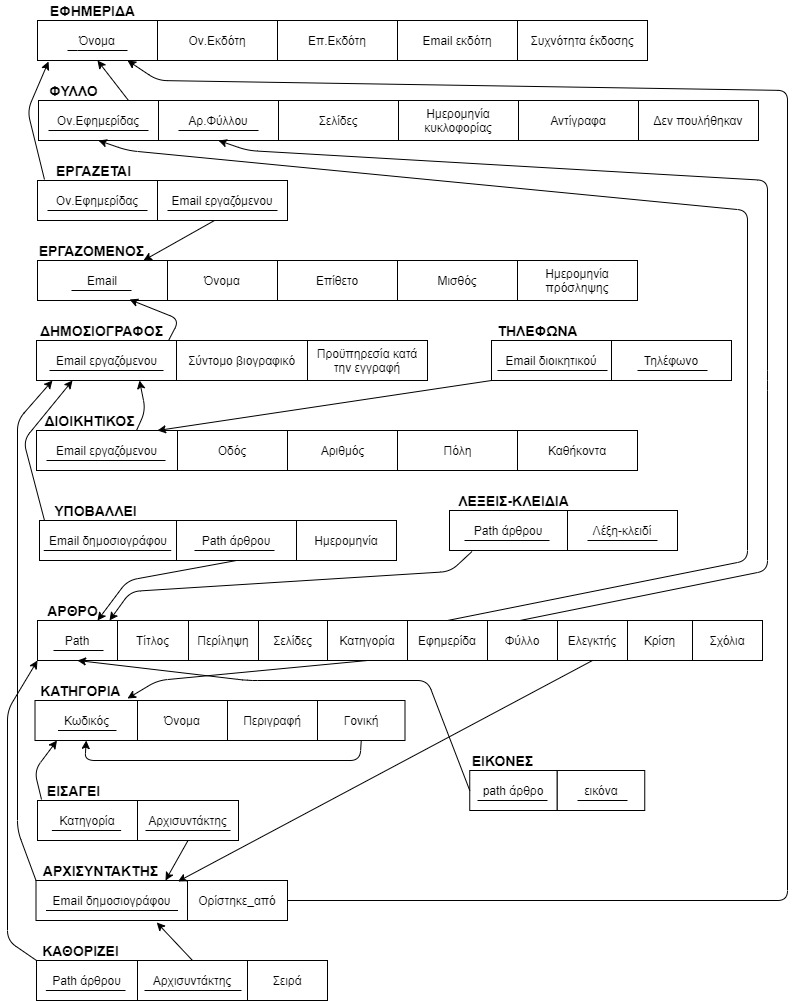 ΕΦΗΜΕΡΙΔΑ
Όνομα Ον.Εκδότη Επ.Εκδότη Email εκδότη Συχνότητα έκδοσης
ΦΥΛΛΟ
Ον.Εφημερίδας Αρ.Φύλλου Σελίδες Ημερομηνία κυκλοφορίας Αντίγραφα Δεν πουλήθηκαν
ΕΡΓΑΖΕΤΑΙ
Ον.Εφημερίδας Email εργαζόμενου
ΕΡΓΑΖΟΜΕΝΟΣ
Email Όνομα Επίθετο Μισθός Ημερομηνία πρόσληψης
ΔΗΜΟΣΙΟΓΡΑΦΟΣ
Email εργαζόμενου Σύντομο βιογραφικό Προϋπηρεσία κατά την εγγραφή
ΤΗΛΕΦΩΝΑ
Email διοικητικού Τηλέφωνο
ΔΙΟΙΚΗΤΙΚΟΣ
Email εργαζόμενου Οδός Αριθμός Πόλη Καθήκοντα
ΥΠΟΒΑΛΛΕΙ
Email δημοσιογράφου Path άρθρου Ημερομηνία
ΛΕΞΕΙΣ-ΚΛΕΙΔΙΑ
Path άρθρου Λέξη-κλειδί
ΑΡΘΡΟ
Path Τίτλος Περίληψη Σελίδες Κατηγορία Εφημερίδα Φύλλο Ελεγκτής Κρίση Σχόλια
ΚΑΤΗΓΟΡΙΑ
Κωδικός Όνομα Περιγραφή Γονική
ΕΙΚΟΝΕΣ
path άρθρο εικόνα
ΕΙΣΑΓΕΙ
Κατηγορία Αρχισυντάκτης
ΑΡΧΙΣΥΝΤΑΚΤΗΣ
Email δημοσιογράφου Ορίστηκε_από
ΚΑΘΟΡΙΖΕΙ
Path άρθρου Αρχισυντάκτης Σειρά